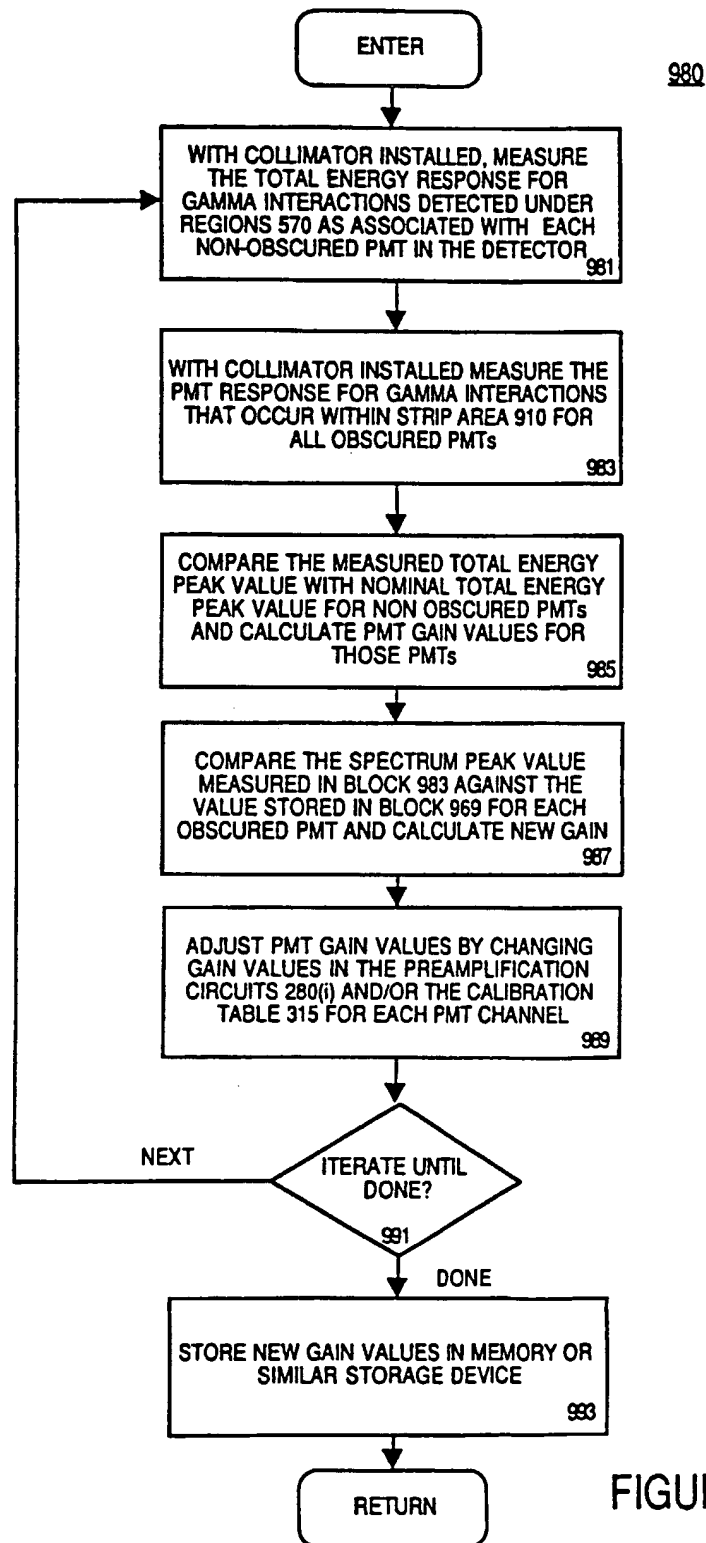 ENTER
980
WITH COLLIMATOR INSTALLED, MEASURE
THE TOTAL ENERGY RESPONSE FOR
GAMMA INTERACTIONS DETECTED UNDER
REGIONS 570 AS ASSOCIATED WITH EACH
NON-OBSCURED PMT IN THE DETECTOR
981
WITH COLLIMATOR INSTALLED MEASURE THE
PMT RESPONSE FOR GAMMA INTERACTIONS
THAT OCCUR WITHIN STRIP AREA 910 FOR
ALL OBSCURED PMTs
983
COMPARE THE MEASURED TOTAL ENERGY
PEAK VALUE WITH NOMINAL TOTAL ENERGY
PEAK VALUE FOR NON OBSCURED PMTs
AND CALCULATE PMT GAIN VALUES FOR
THOSE PMTs
985
COMPARE THE SPECTRUM PEAK VALUE
MEASURED IN BLOCK 983 AGAINST THE
VALUE STORED IN BLOCK 969 FOR EACH
OBSCURED PMT AND CALCULATE NEW GAIN
987
ADJUST PMT GAIN VALUES BY CHANGING
GAIN VALUES IN THE PREAMPLIFICATION
CIRCUITS 280(i) AND/OR THE CALIBRATION
TABLE 315 FOR EACH PMT CHANNEL
989
NEXT
ITERATE UNTIL
DONE?
991
DONE
STORE NEW GAIN VALUES IN MEMORY OR
SIMILAR STORAGE DEVICE
993
RETURN